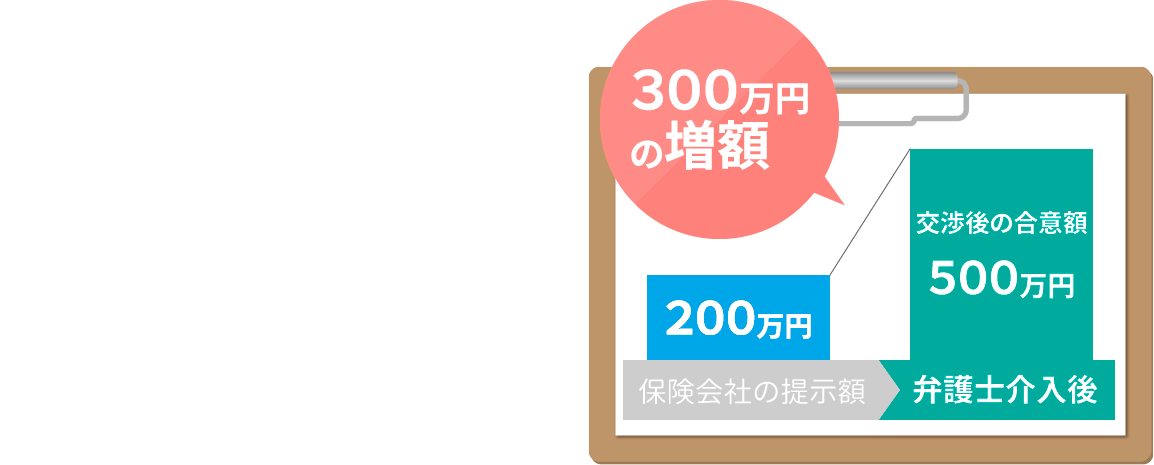 300万円
の増額
交渉後の合意額
500万円
200万円
保険会社の提示額
弁護士介入後